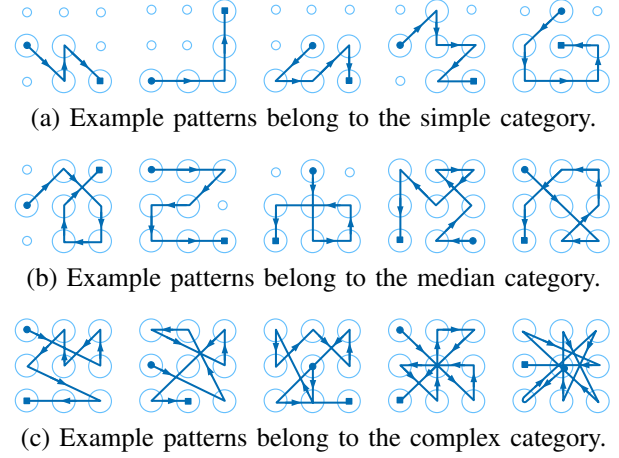 (a) Example patterns belong to the simple category.
(b) Example patterns belong to the median category.
(c) Example patterns belong to the complex category.